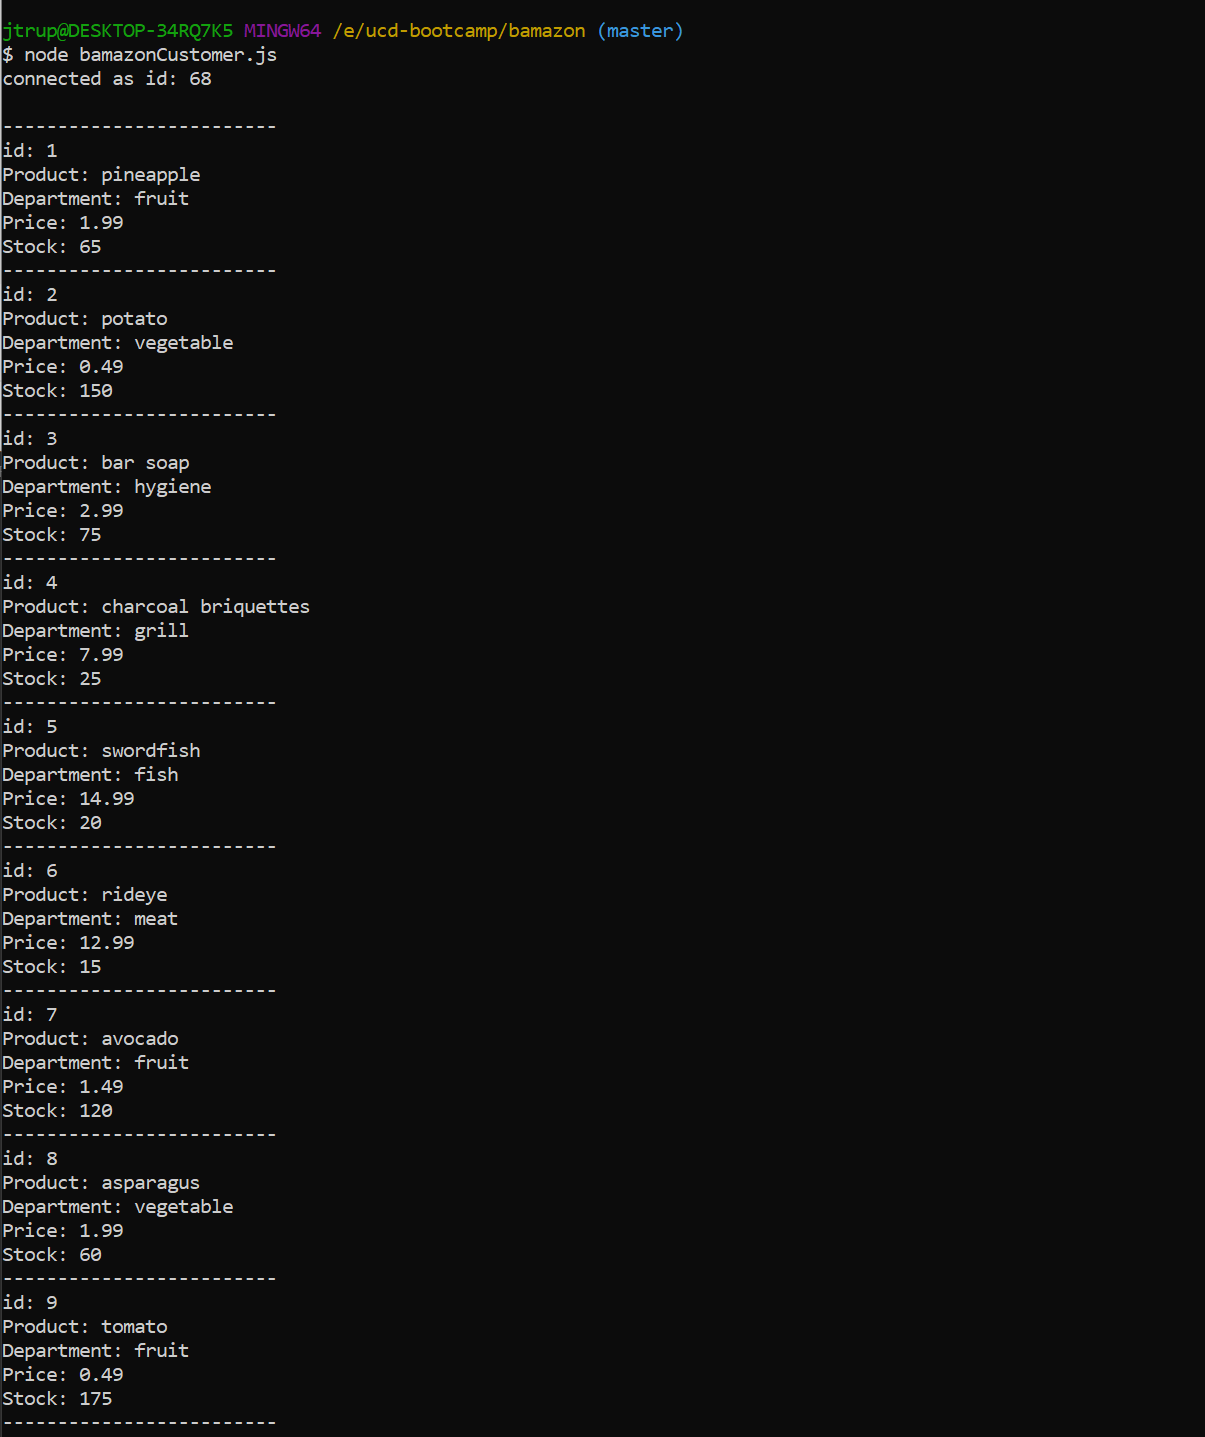 jtrup@DESKTOP-34RQ7K5 MINGW64 /e/ucd-bootcamp/bamazon (master)
$ node bamazonCustomer.js
connected as id: 68
-------------------------
id: 1
Product: pineapple
Department: fruit
Price: 1.99
Stock: 65
-------------------------
id: 2
Product: potato
Department: vegetable
Price: 0.49
Stock: 150
-------------------------
id: 3
Product: bar soap
Department: hygiene
Price: 2.99
Stock: 75
-------------------------
id: 4
Product: charcoal briquettes
Department: grill
Price: 7.99
Stock: 25
-------------------------
id: 5
Product: swordfish
Department: fish
Price: 14.99
Stock: 20
-------------------------
id: 6
Product: rideye
Department: meat
Price: 12.99
Stock: 15
-------------------------
id: 7
Product: avocado
Department: fruit
Price: 1.49
Stock: 120
-------------------------
id: 8
Product: asparagus
Department: vegetable
Price: 1.99
Stock: 60
-------------------------
id: 9
Product: tomato
Department: fruit
Price: 0.49
Stock: 175
-------------------------